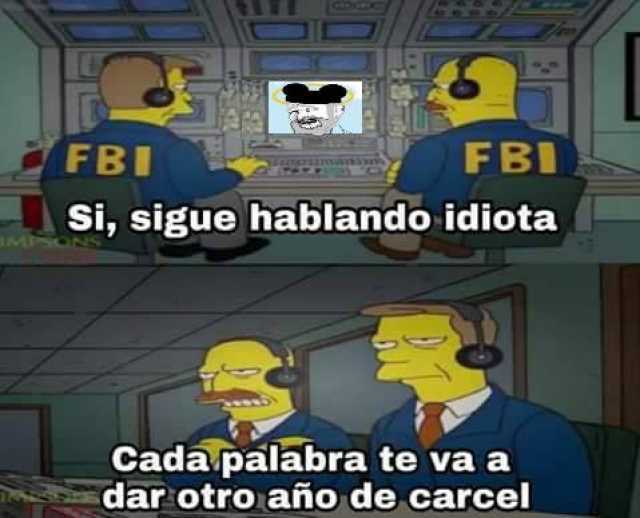 FBI
FBI
Si, sigue hablando idiota
Cada palabra te va a
dar otro año de carcel